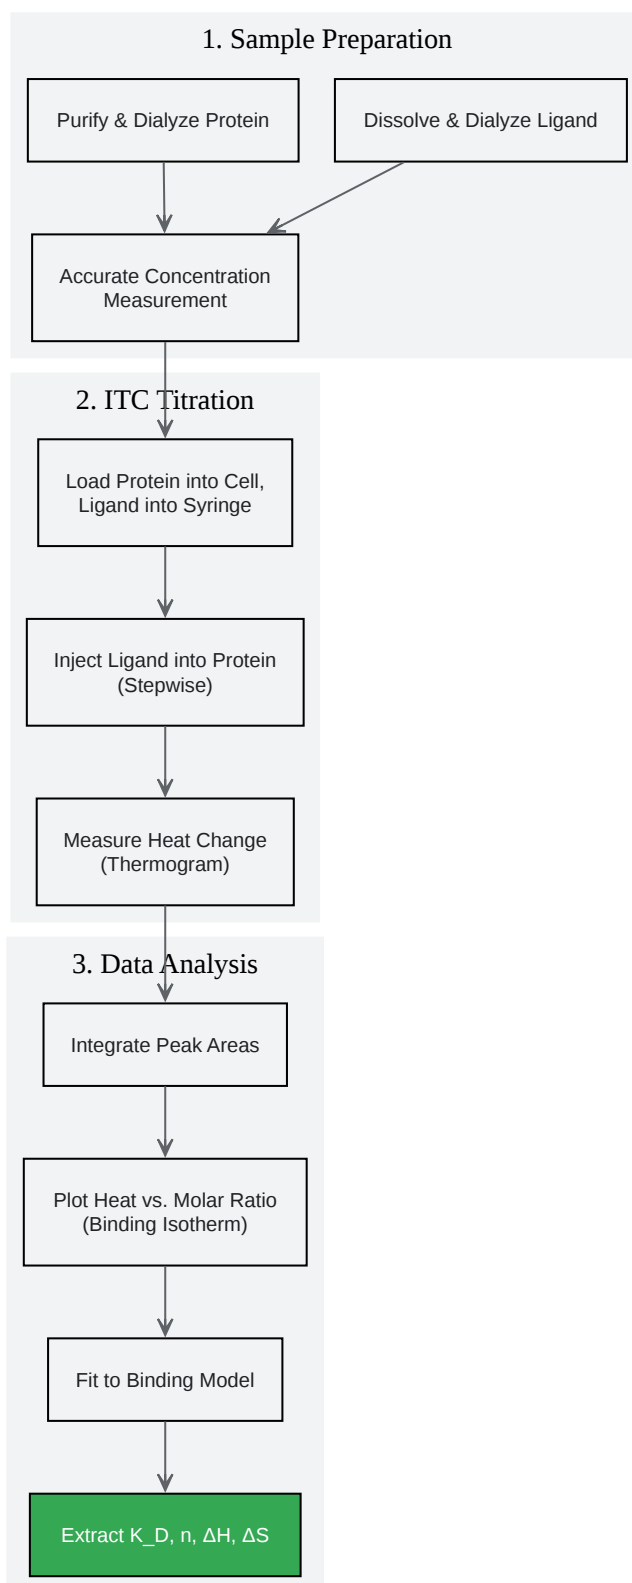 1. Sample Preparation
Purify & Dialyze Protein
Dissolve & Dialyze Ligand
Accurate Concentration
Measurement
2. ITC Titration
Load Protein into Cell,
Ligand into Syringe
Inject Ligand into Protein
(Stepwise)
Measure Heat Change
(Thermogram)
3. Data Analysis
Integrate Peak Areas
Plot Heat vs. Molar Ratio
(Binding Isotherm)
Fit to Binding Model
Extract K_D, n, ΔH, ΔS